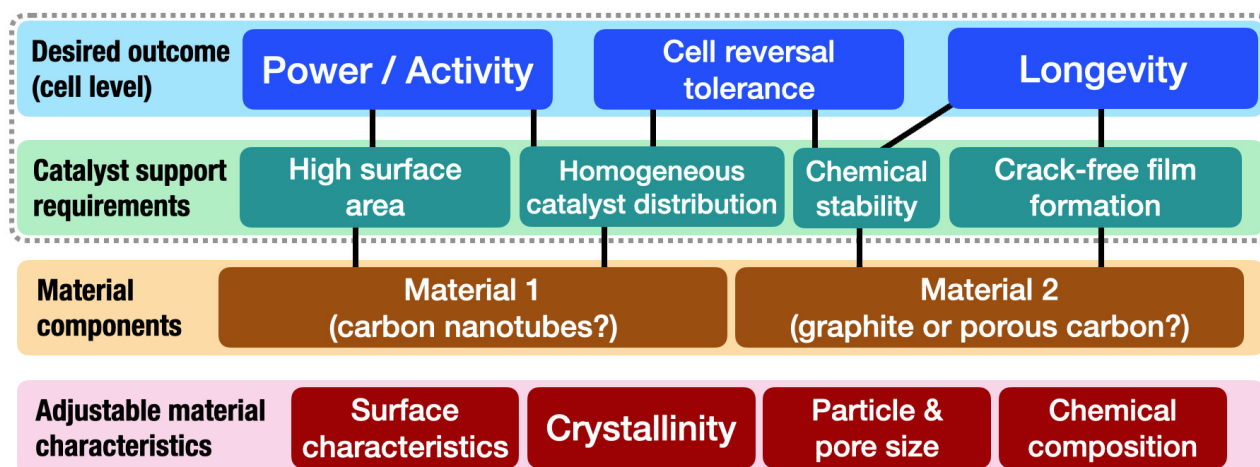 Desired outcome
(cell level)
Power / Activity
Cell reversal
tolerance
Longevity
Catalyst support
requirements
High surface
area
Homogeneous
catalyst distribution
Chemical
stability
Crack-free film
formation
Material
components
Material 1
(carbon nanotubes?)
Material 2
(graphite or porous carbon?)
Adjustable material
characteristics
Surface
characteristics
Crystallinity
Particle &
pore size
Chemical
composition